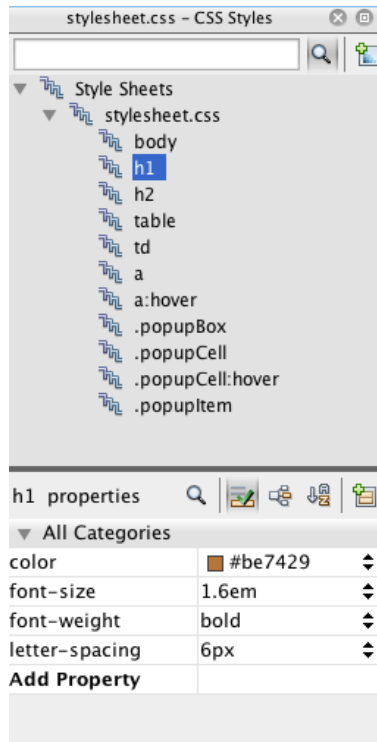 stylesheet.css – CSS Styles
Style Sheets
stylesheet.css
body
h1
h2
table
td
a
a:hover
.popupBox
.popupCell
.popupCell:hover
.popupItem
h1 properties
All Categories
color #be7429
font-size 1.6em
font-weight bold
letter-spacing 6px
Add Property